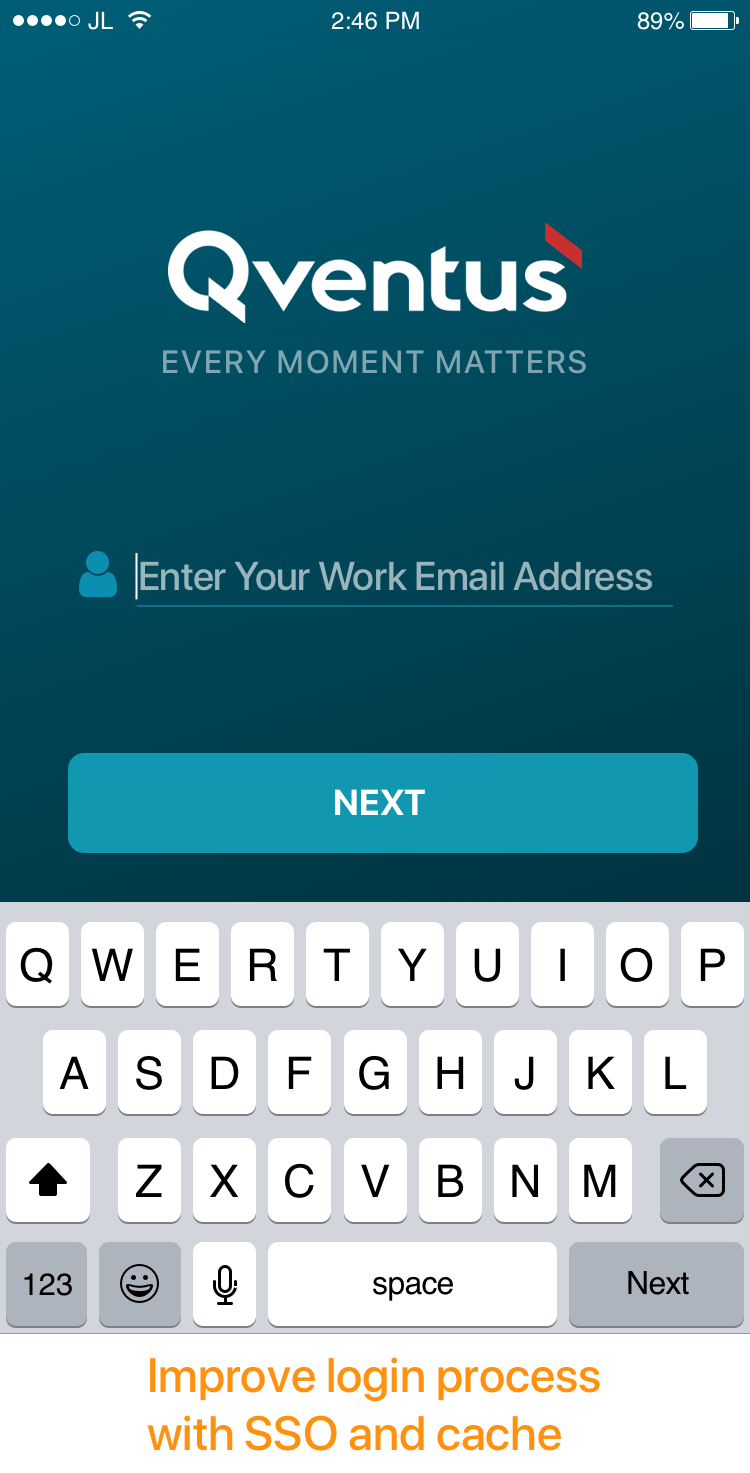 JL 2:46 PM 89%
Qventus
EVERY MOMENT MATTERS
Enter Your Work Email Address
NEXT
Q W E R T Y U I O P
A S D F G H J K L
Z X C V B N M
123 space Next
Improve login process
with SSO and cache